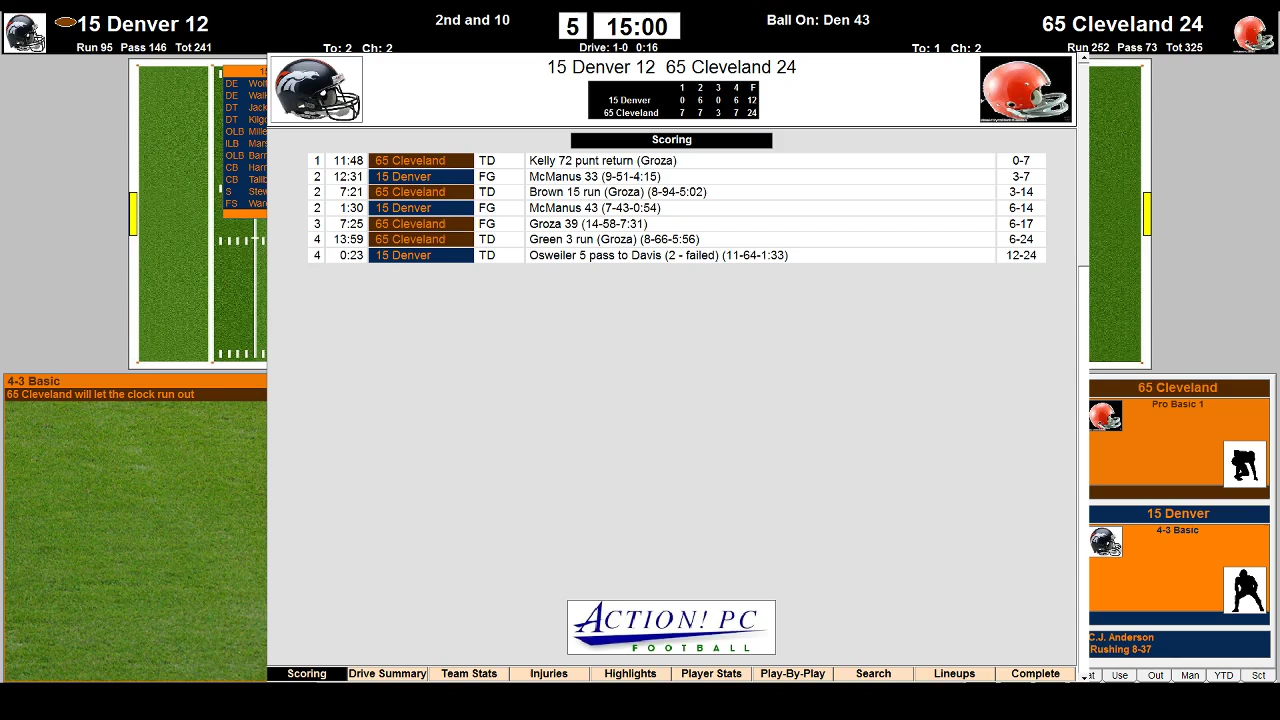 15 Denver 12
2nd and 10
5 15:00
Ball On: Den 43
65 Cleveland 24
Run 95 Pass 146 Tot 241
To: 2 Ch: 2
Drive: 1-0 0:16
To: 1 Ch: 2
Run 252 Pass 73 Tot 325
15 Denver 12 65 Cleveland 24
1 2 3 4 F
15 Denver 0 6 0 6 12
65 Cleveland 7 7 3 7 24
DE
DE
DT
DT
OLB
ILB
OLB
CB
CB
S
FS
Scoring
1 11:48 65 Cleveland TD Kelly 72 punt return (Groza) 0-7
2 12:31 15 Denver FG McManus 33 (9-51-4:15) 3-7
2 7:21 65 Cleveland TD Brown 15 run (Groza) (8-94-5:02) 3-14
2 1:30 15 Denver FG McManus 43 (7-43-0:54) 6-14
3 7:25 65 Cleveland FG Groza 39 (14-58-7:31) 6-17
4 13:59 65 Cleveland TD Green 3 run (Groza) (8-66-5:56) 6-24
4 0:23 15 Denver TD Osweiler 5 pass to Davis (2 - failed) (11-64-1:33) 12-24
4-3 Basic
65 Cleveland will let the clock run out
65 Cleveland
Pro Basic 1
15 Denver
4-3 Basic
C.J. Anderson
Rushing 8-37
ACTION! PC
FOOTBALL
Scoring Drive Summary Team Stats Injuries Highlights Player Stats Play-By-Play Search Lineups Complete
Use Out Man YTD Sct